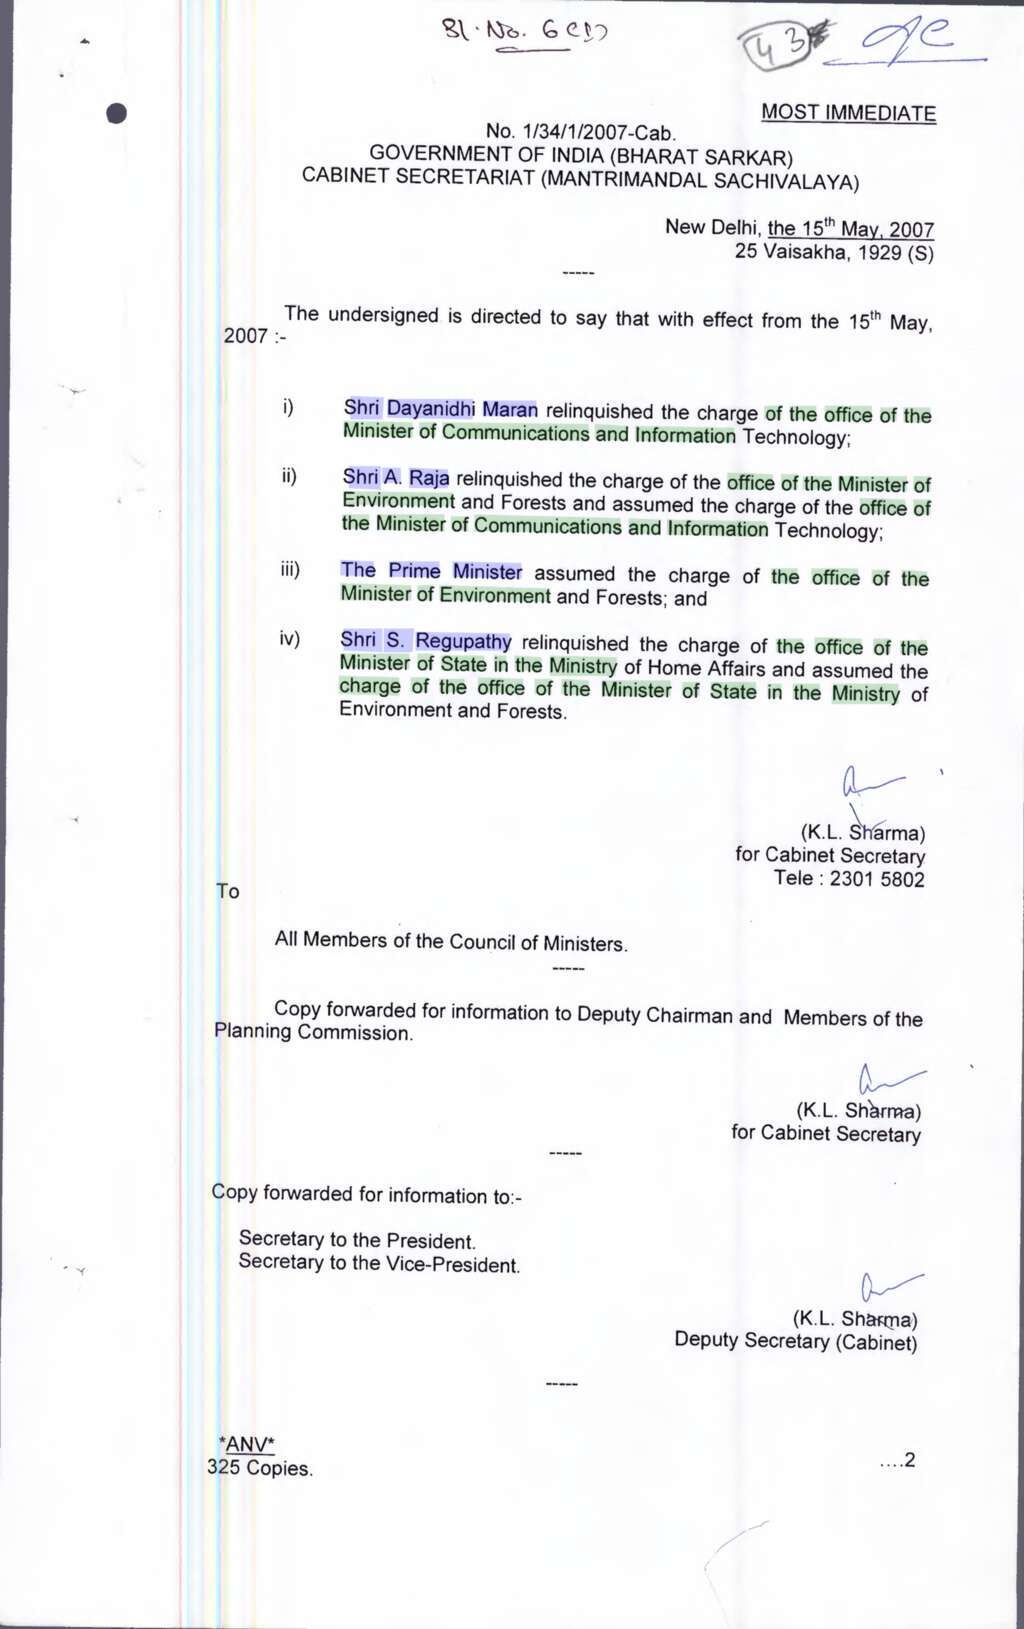 Sl. No. 6 (1)
43
MOST IMMEDIATE
No. 1/34/1/2007-Cab.
GOVERNMENT OF INDIA (BHARAT SARKAR)
CABINET SECRETARIAT (MANTRIMANDAL SACHIVALAYA)
New Delhi, the 15th May, 2007
25 Vaisakha, 1929 (S)
-----
The undersigned is directed to say that with effect from the 15th May,
2007 :-
i) Shri Dayanidhi Maran relinquished the charge of the office of the
Minister of Communications and Information Technology;
ii) Shri A. Raja relinquished the charge of the office of the Minister of
Environment and Forests and assumed the charge of the office of
the Minister of Communications and Information Technology;
iii) The Prime Minister assumed the charge of the office of the
Minister of Environment and Forests; and
iv) Shri S. Regupathy relinquished the charge of the office of the
Minister of State in the Ministry of Home Affairs and assumed the
charge of the office of the Minister of State in the Ministry of
Environment and Forests.
(K.L. Sharma)
for Cabinet Secretary
Tele : 2301 5802
To
All Members of the Council of Ministers.
-----
Copy forwarded for information to Deputy Chairman and Members of the
Planning Commission.
(K.L. Sharma)
for Cabinet Secretary
-----
Copy forwarded for information to:-
Secretary to the President.
Secretary to the Vice-President.
(K.L. Sharma)
Deputy Secretary (Cabinet)
-----
*ANV*
325 Copies.
....2